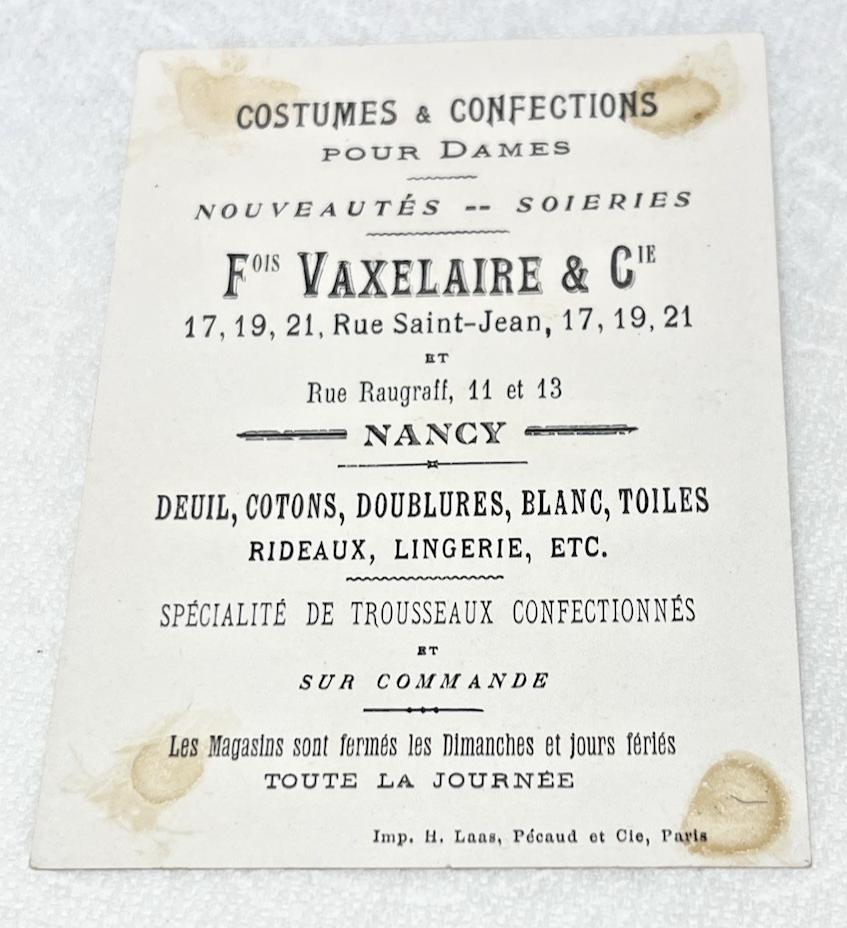 COSTUMES & CONFECTIONS
POUR DAMES
NOUVEAUTÉS -- SOIERIES
FOIS VAXELAIRE & CIE
17, 19, 21, Rue Saint-Jean, 17, 19, 21
ET
Rue Raugraff, 11 et 13
NANCY
DEUIL, COTONS, DOUBLURES, BLANC, TOILES
RIDEAUX, LINGERIE, ETC.
SPÉCIALITÉ DE TROUSSEAUX CONFECTIONNÉS
ET
SUR COMMANDE
Les Magasins sont fermés les Dimanches et jours fériés
TOUTE LA JOURNÉE
Imp. H. Laas, Pécaud et Cie, Paris